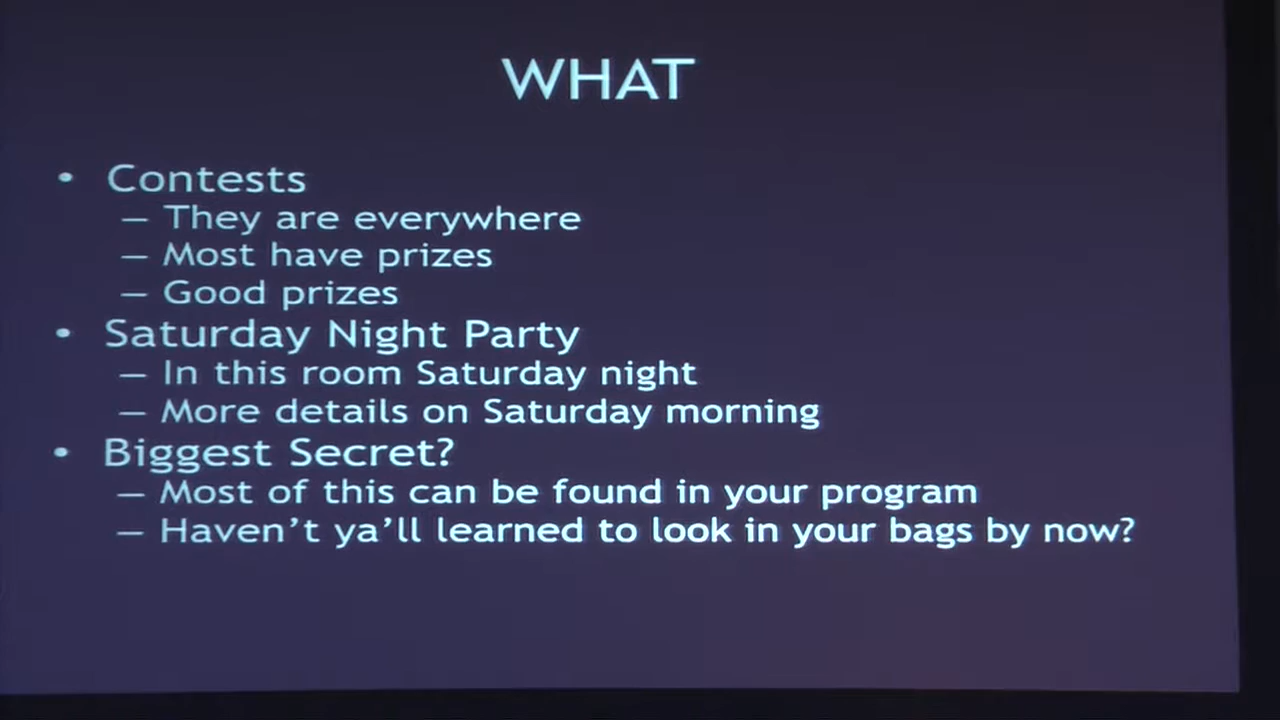 WHAT
• Contests
– They are everywhere
– Most have prizes
– Good prizes
• Saturday Night Party
– In this room Saturday night
– More details on Saturday morning
• Biggest Secret?
– Most of this can be found in your program
– Haven’t ya’ll learned to look in your bags by now?